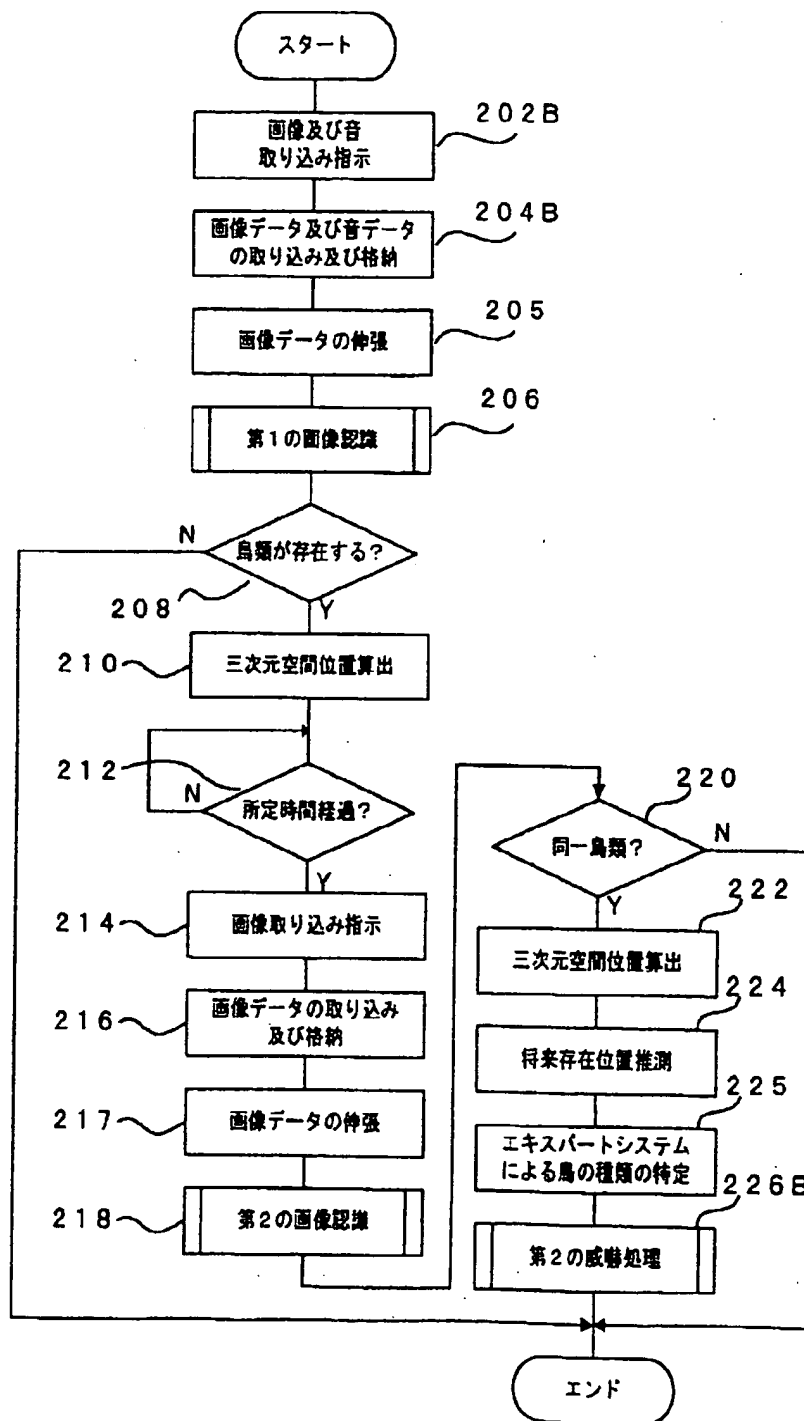 スタート
画像及び音
取り込み指示
202B
画像データ及び音データ
の取り込み及び格納
204B
画像データの伸張
205
第1の画像認識
206
鳥類が存在する?
N
Y
208
三次元空間位置算出
210
所定時間経過?
212
N
Y
画像取り込み指示
214
画像データの取り込み
及び格納
216
画像データの伸張
217
第2の画像認識
218
同一鳥類?
220
N
Y
三次元空間位置算出
222
将来存在位置推測
224
エキスパートシステム
による鳥の種類の特定
225
第2の威嚇処理
226B
エンド